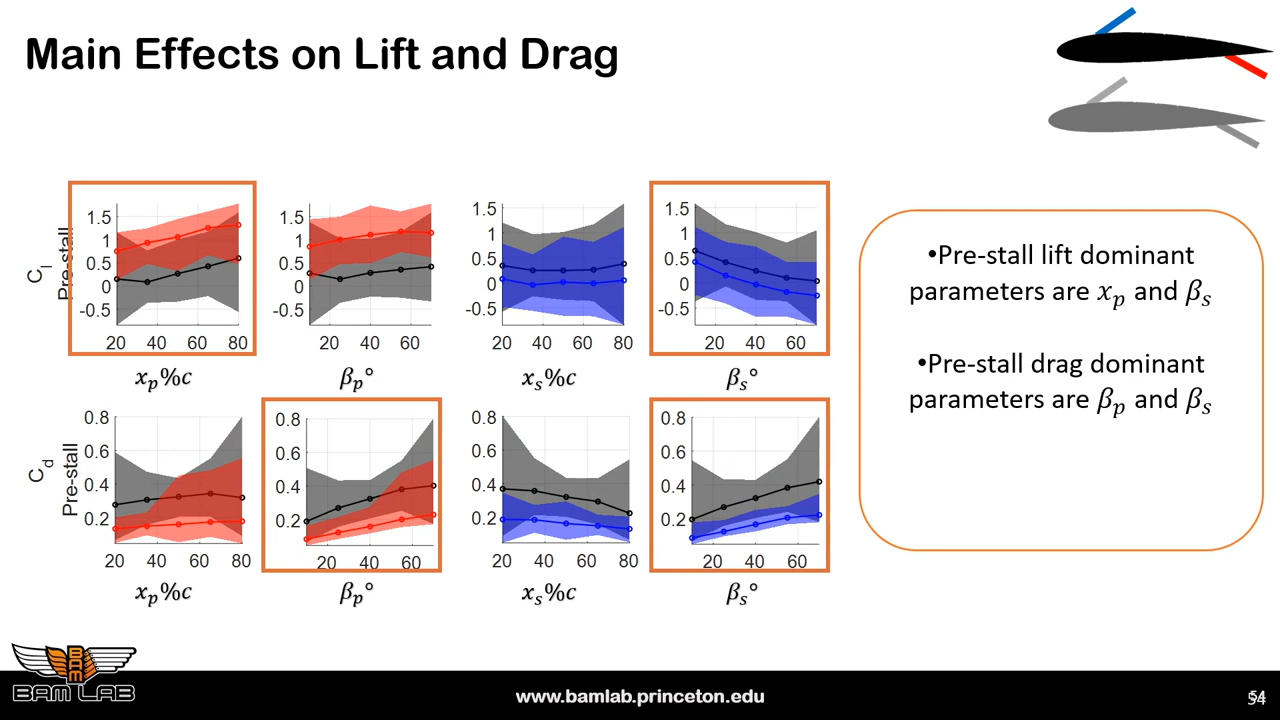 Main Effects on Lift and Drag
C_l
Pre-stall
1.5
1
0.5
0
-0.5
20 40 60 80
x_p%c
1.5
1
0.5
0
-0.5
20 40 60
β_p°
1.5
1
0.5
0
-0.5
20 40 60 80
x_s%c
1.5
1
0.5
0
-0.5
20 40 60
β_s°
•Pre-stall lift dominant
parameters are x_p and β_s
•Pre-stall drag dominant
parameters are β_p and β_s
C_d
Pre-stall
0.8
0.6
0.4
0.2
20 40 60 80
x_p%c
0.8
0.6
0.4
0.2
20 40 60
β_p°
0.8
0.6
0.4
0.2
20 40 60 80
x_s%c
0.8
0.6
0.4
0.2
20 40 60
β_s°
BAM
BAM LAB
www.bamlab.princeton.edu